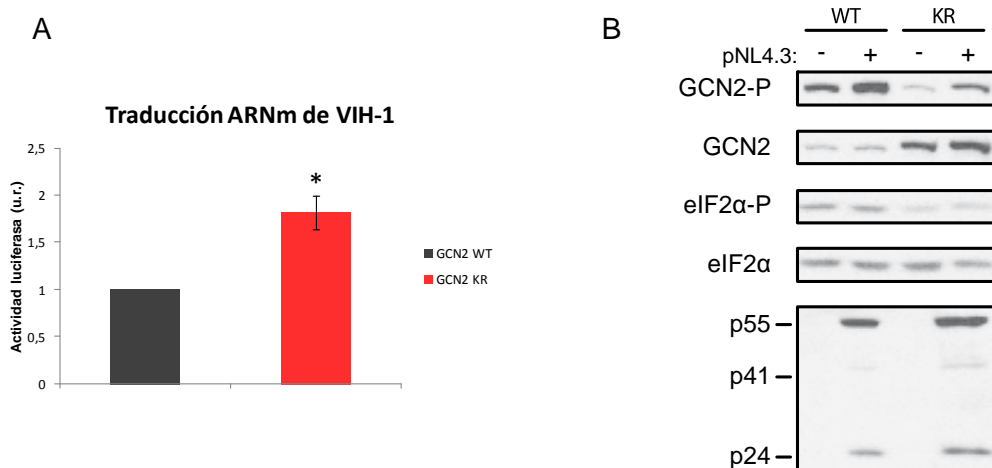 A
Traducción ARNm de VIH-1
Actividad luciferasa (u.r.)
2,5
2
1,5
1
0,5
0
*
GCN2 WT
GCN2 KR
B
WT KR
pNL4.3: - + - +
GCN2-P
GCN2
eIF2α-P
eIF2α
p55
p41
p24